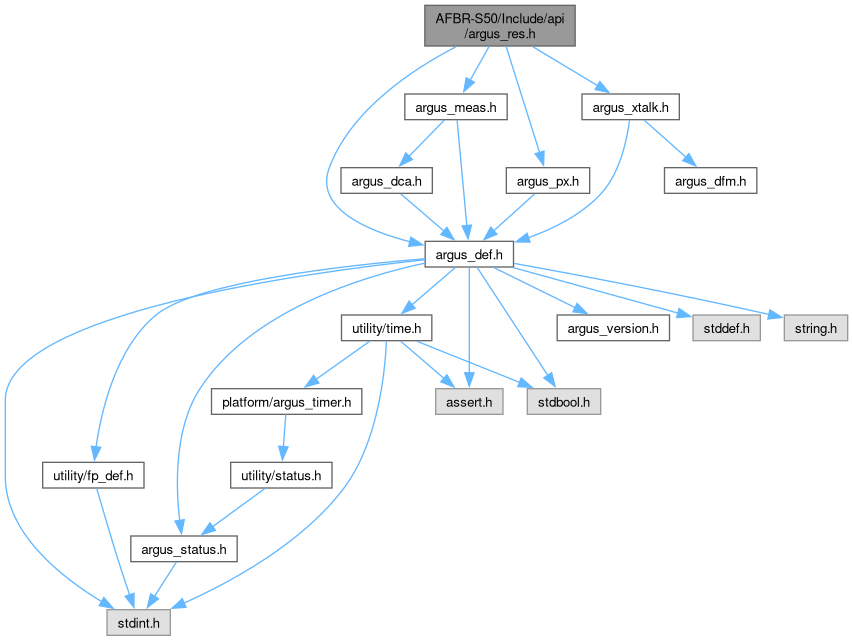 AFBR-S50/Include/api
/argus_res.h
argus_meas.h
argus_xtalk.h
argus_dca.h
argus_px.h
argus_dfm.h
argus_def.h
utility/time.h
argus_version.h
stddef.h
string.h
platform/argus_timer.h
assert.h
stdbool.h
utility/fp_def.h
utility/status.h
argus_status.h
stdint.h